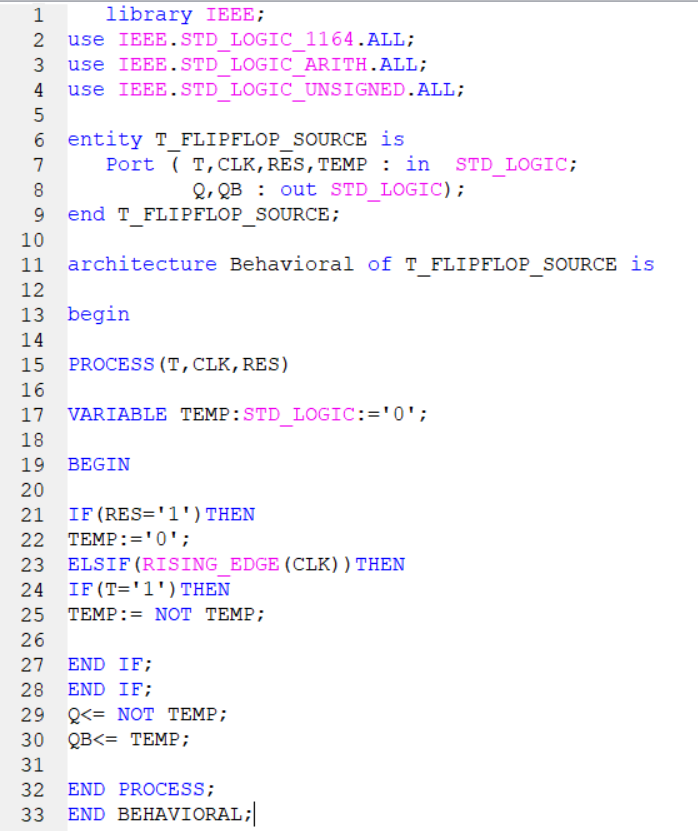 1 library IEEE;
2 use IEEE.STD_LOGIC_1164.ALL;
3 use IEEE.STD_LOGIC_ARITH.ALL;
4 use IEEE.STD_LOGIC_UNSIGNED.ALL;
5
6 entity T_FLIPFLOP_SOURCE is
7 Port ( T,CLK,RES,TEMP : in  STD_LOGIC;
8 Q,QB : out STD_LOGIC);
9 end T_FLIPFLOP_SOURCE;
10
11 architecture Behavioral of T_FLIPFLOP_SOURCE is
12
13 begin
14
15 PROCESS(T,CLK,RES)
16
17 VARIABLE TEMP:STD_LOGIC:='0';
18
19 BEGIN
20
21 IF(RES='1')THEN
22 TEMP:='0';
23 ELSIF(RISING_EDGE(CLK))THEN
24 IF(T='1')THEN
25 TEMP:= NOT TEMP;
26
27 END IF;
28 END IF;
29 Q<= NOT TEMP;
30 QB<= TEMP;
31
32 END PROCESS;
33 END BEHAVIORAL;